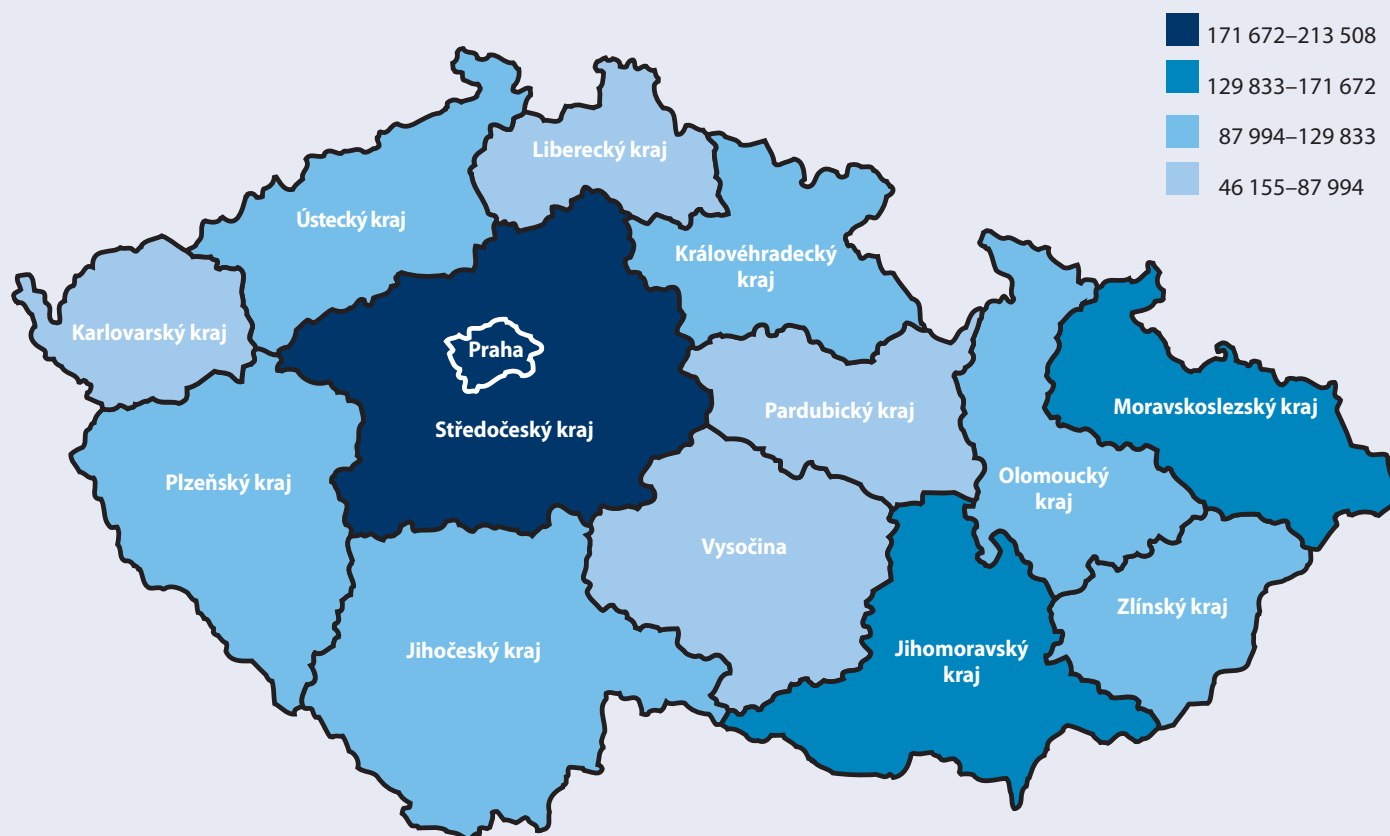 171 672–213 508
129 833–171 672
87 994–129 833
46 155–87 994
Liberecký kraj
Ústecký kraj
Královéhradecký
kraj
Karlovarský kraj
Praha
Středočeský kraj
Pardubický kraj
Moravskoslezský kraj
Plzeňský kraj
Olomoucký
kraj
Vysočina
Zlínský kraj
Jihočeský kraj
Jihomoravský
kraj